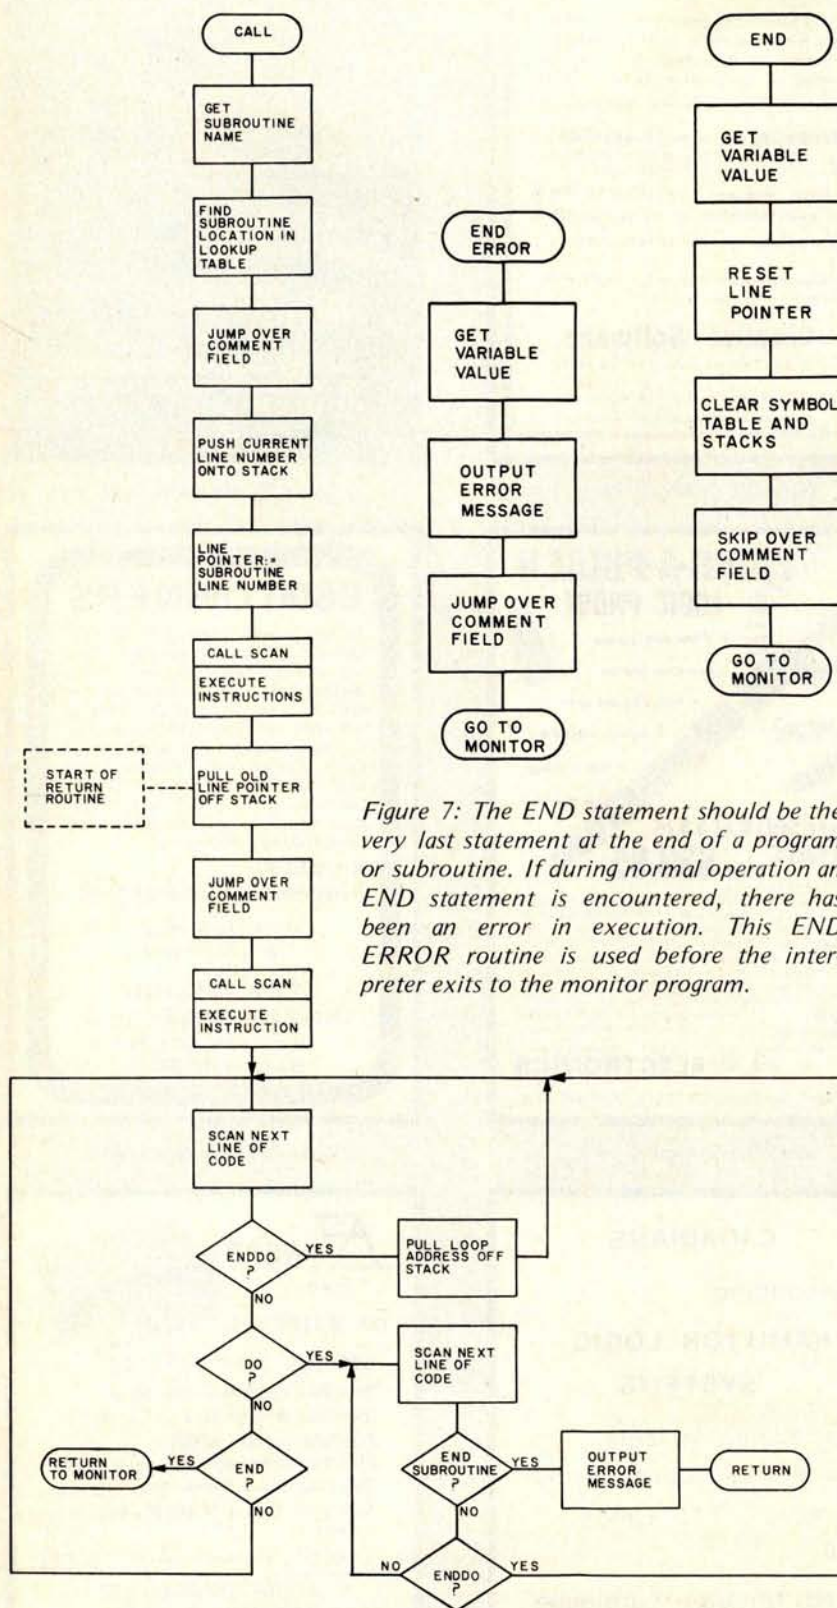 CALL
GET
SUBROUTINE
NAME
FIND
SUBROUTINE
LOCATION IN
LOOKUP
TABLE
JUMP OVER
COMMENT
FIELD
PUSH CURRENT
LINE NUMBER
ONTO STACK
LINE
POINTER:=
SUBROUTINE
LINE NUMBER
CALL SCAN
EXECUTE
INSTRUCTIONS
START OF
RETURN
ROUTINE
PULL OLD
LINE POINTER
OFF STACK
JUMP OVER
COMMENT
FIELD
CALL SCAN
EXECUTE
INSTRUCTION
END
ERROR
GET
VARIABLE
VALUE
OUTPUT
ERROR
MESSAGE
JUMP OVER
COMMENT
FIELD
GO TO
MONITOR
END
GET
VARIABLE
VALUE
RESET
LINE
POINTER
CLEAR SYMBOL
TABLE AND
STACKS
SKIP OVER
COMMENT
FIELD
GO TO
MONITOR
Figure 7: The END statement should be the
very last statement at the end of a program
or subroutine. If during normal operation an
END statement is encountered, there has
been an error in execution. This END
ERROR routine is used before the inter-
preter exits to the monitor program.
SCAN NEXT
LINE OF
CODE
ENDDO
?
YES
PULL LOOP
ADDRESS OFF
STACK
NO
DO
?
YES
SCAN NEXT
LINE OF
CODE
NO
RETURN
TO MONITOR
YES
END
?
NO
END
SUBROUTINE
?
YES
OUTPUT
ERROR
MESSAGE
RETURN
NO
NO
ENDDO
?
YES